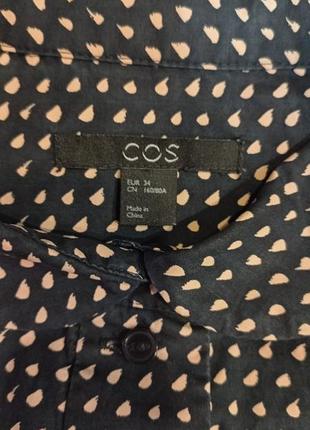 COS
EUR 34
CN 160/80A
Made in
China